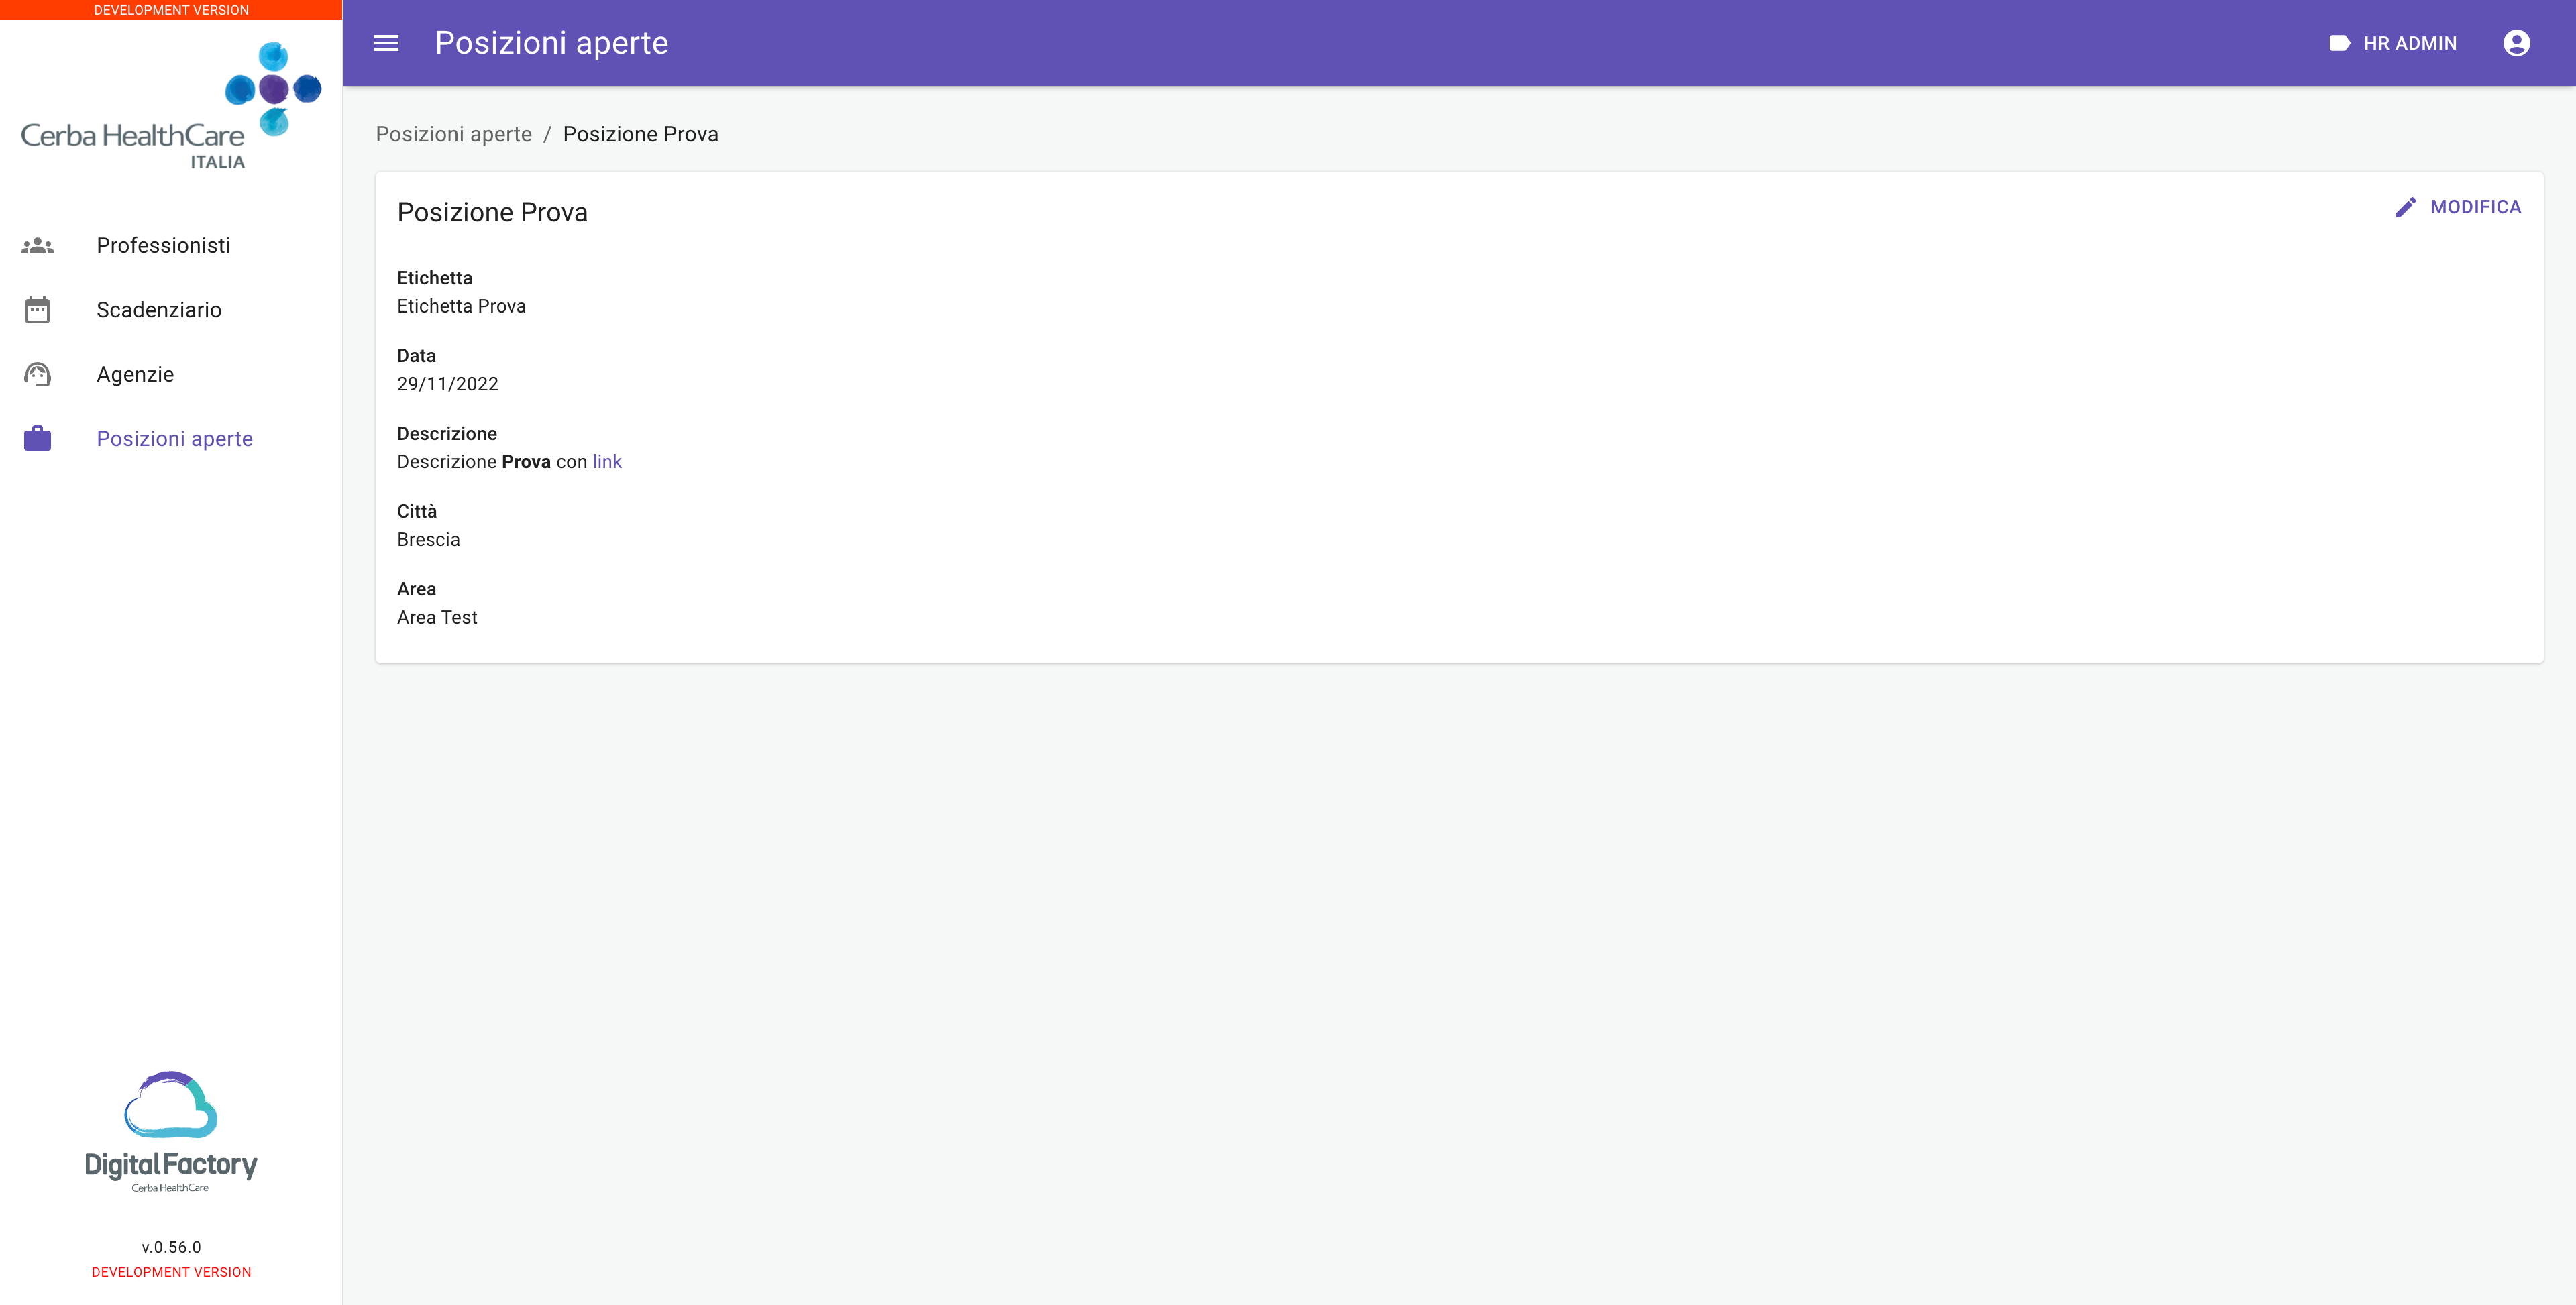 DEVELOPMENT VERSION
Cerba HealthCare
ITALIA
Professionisti
Scadenziario
Agenzie
Posizioni aperte
DigitalFactory
Cerba HealthCare
v.0.56.0
DEVELOPMENT VERSION
Posizioni aperte
HR ADMIN
Posizioni aperte / Posizione Prova
Posizione Prova
MODIFICA
Etichetta
Etichetta Prova
Data
29/11/2022
Descrizione
Descrizione Prova con link
Città
Brescia
Area
Area Test